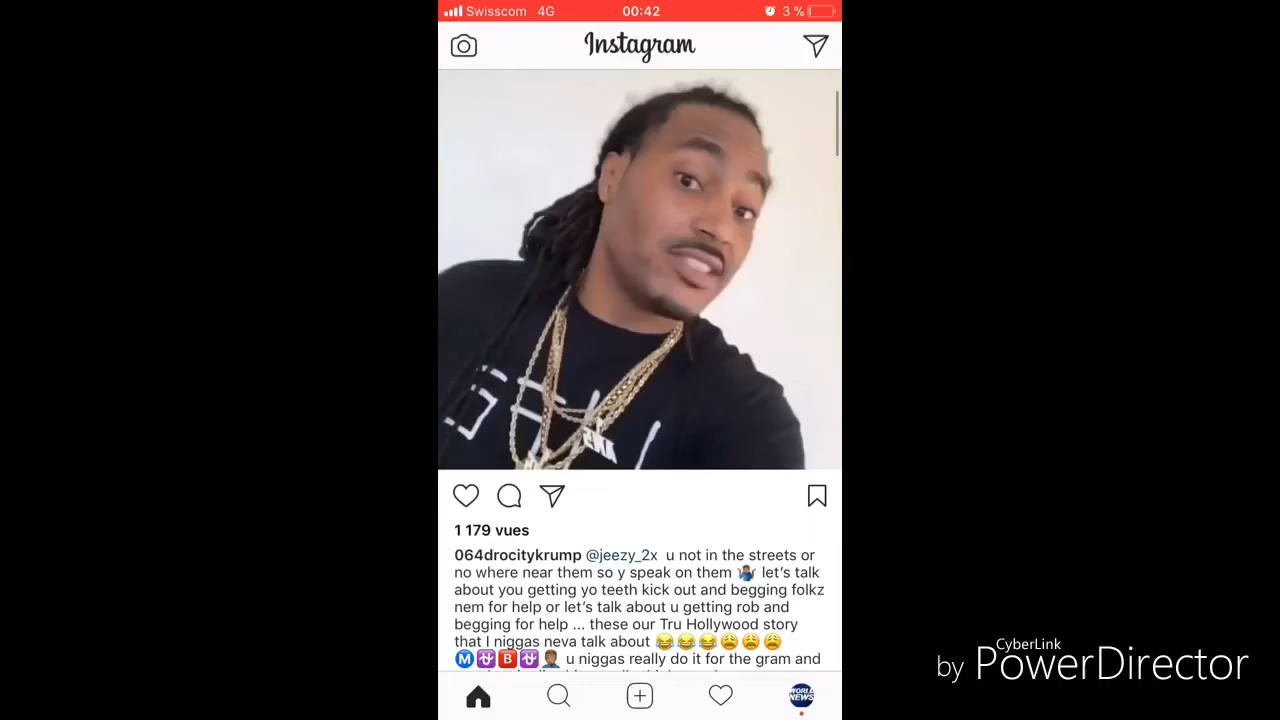 Swisscom 4G 00:42 3 %
Instagram
1 179 vues
064drocitykrump @jeezy_2x u not in the streets or
no where near them so y speak on them 🤷🏽‍♂️ let's talk
about you getting yo teeth kick out and begging folkz
nem for help or let's talk about u getting rob and
begging for help ... these our Tru Hollywood story
that I niggas neva talk about 😂😂😂😩😩😩
Ⓜ️⛎🅱️⛎🤦🏽‍♂️ u niggas really do it for the gram and
WORLD
NEWS
CyberLink
by PowerDirector